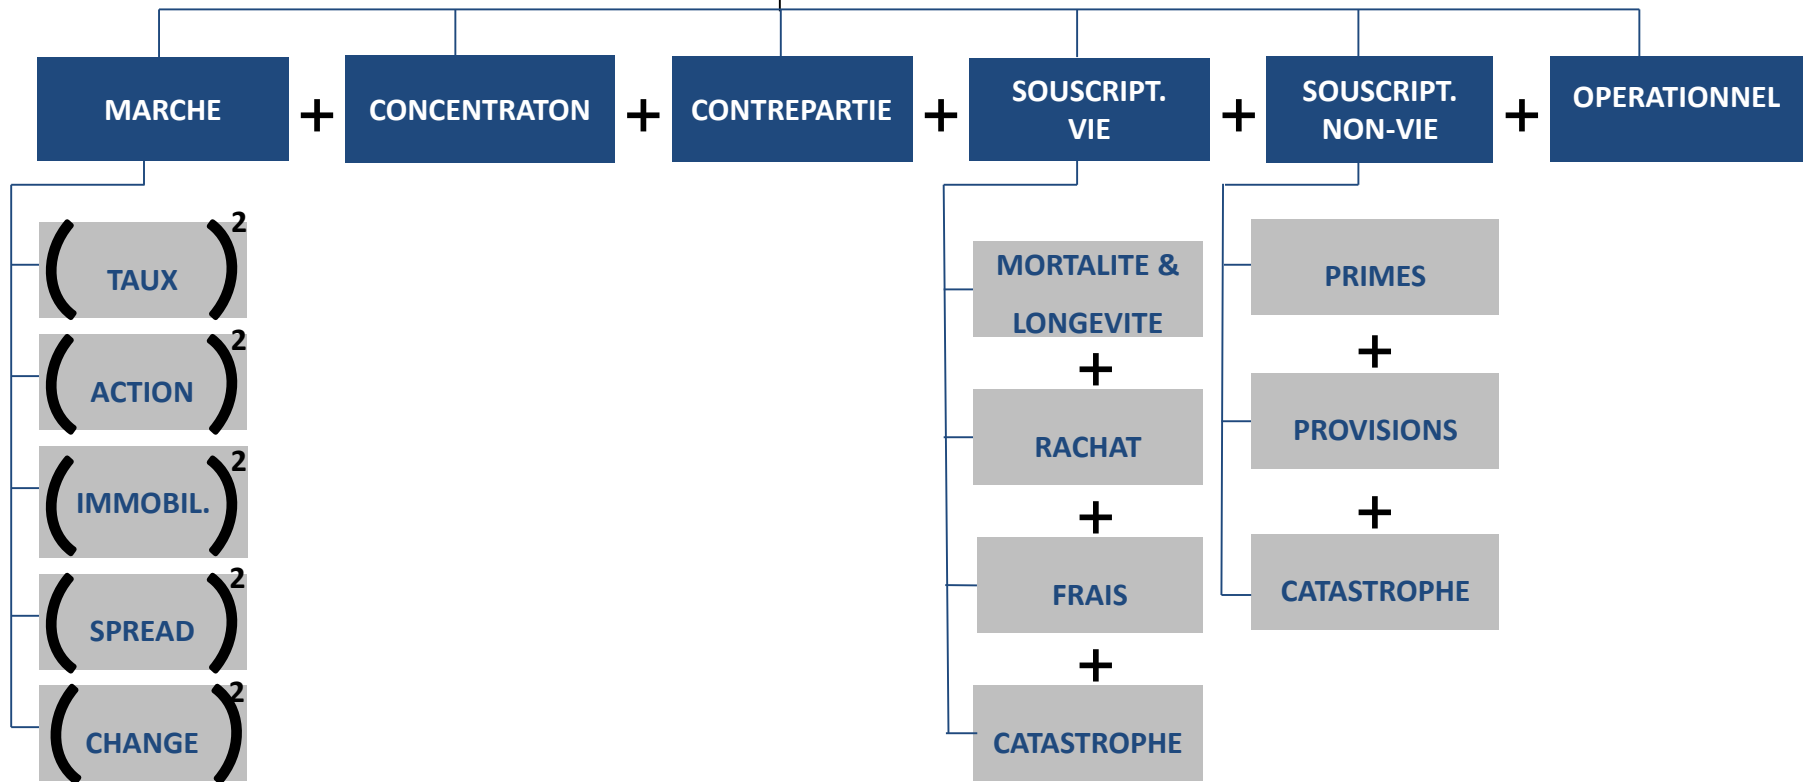 MARCHE
+
CONCENTRATON
+
CONTREPARTIE
+
SOUSCRIPT.
VIE
+
SOUSCRIPT.
NON-VIE
+
OPERATIONNEL
( TAUX )2
( ACTION )2
( IMMOBIL. )2
( SPREAD )2
( CHANGE )2
MORTALITE &
LONGEVITE
+
RACHAT
+
FRAIS
+
CATASTROPHE
PRIMES
+
PROVISIONS
+
CATASTROPHE